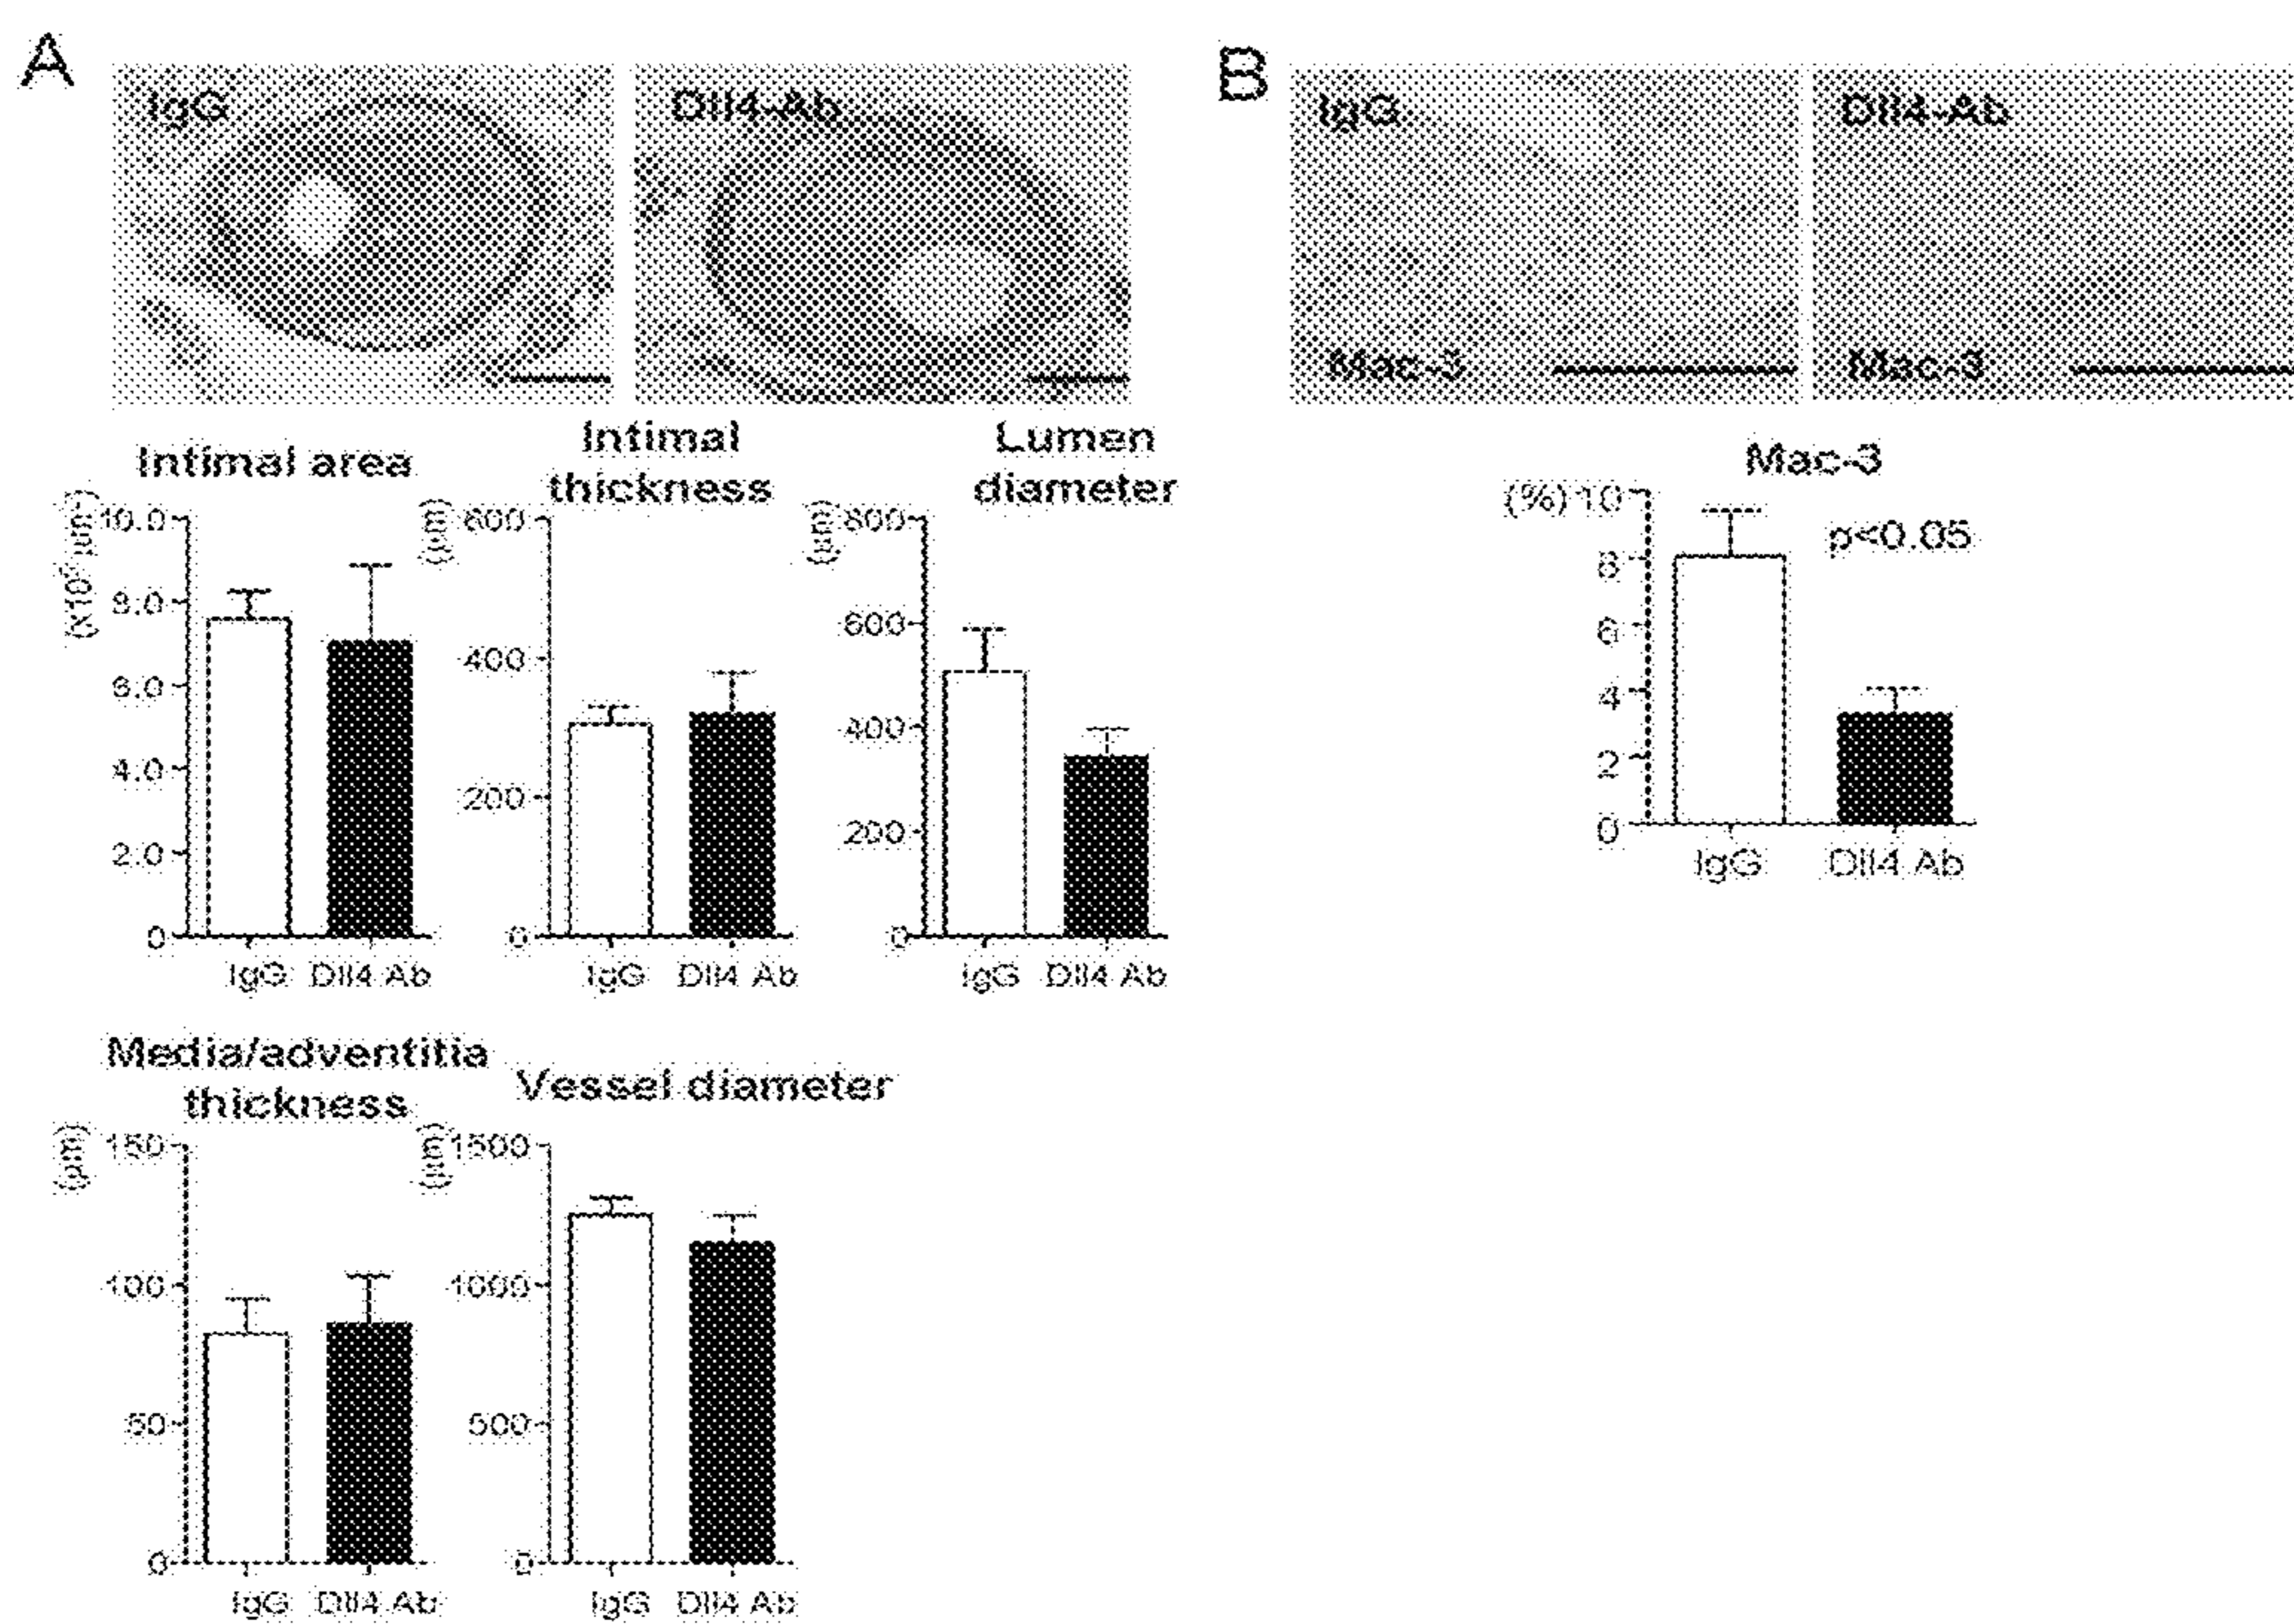 A
IgG
Dll4-Ab
Intimal area
Intimal
thickness
Lumen
diameter
10.0
8.0
6.0
4.0
2.0
0
IgG Dll4 Ab
(µm)
600
400
200
0
IgG Dll4 Ab
(µm)
800
600
400
200
0
IgG Dll4 Ab
Media/adventitia
thickness
(µm)
150
100
50
0
IgG Dll4 Ab
Vessel diameter
(µm)
1500
1000
500
0
IgG Dll4 Ab
B
IgG
Mac-3
Dll4-Ab
Mac-3
Mac-3
(%) 10
8
6
4
2
0
p<0.05
IgG Dll4 Ab